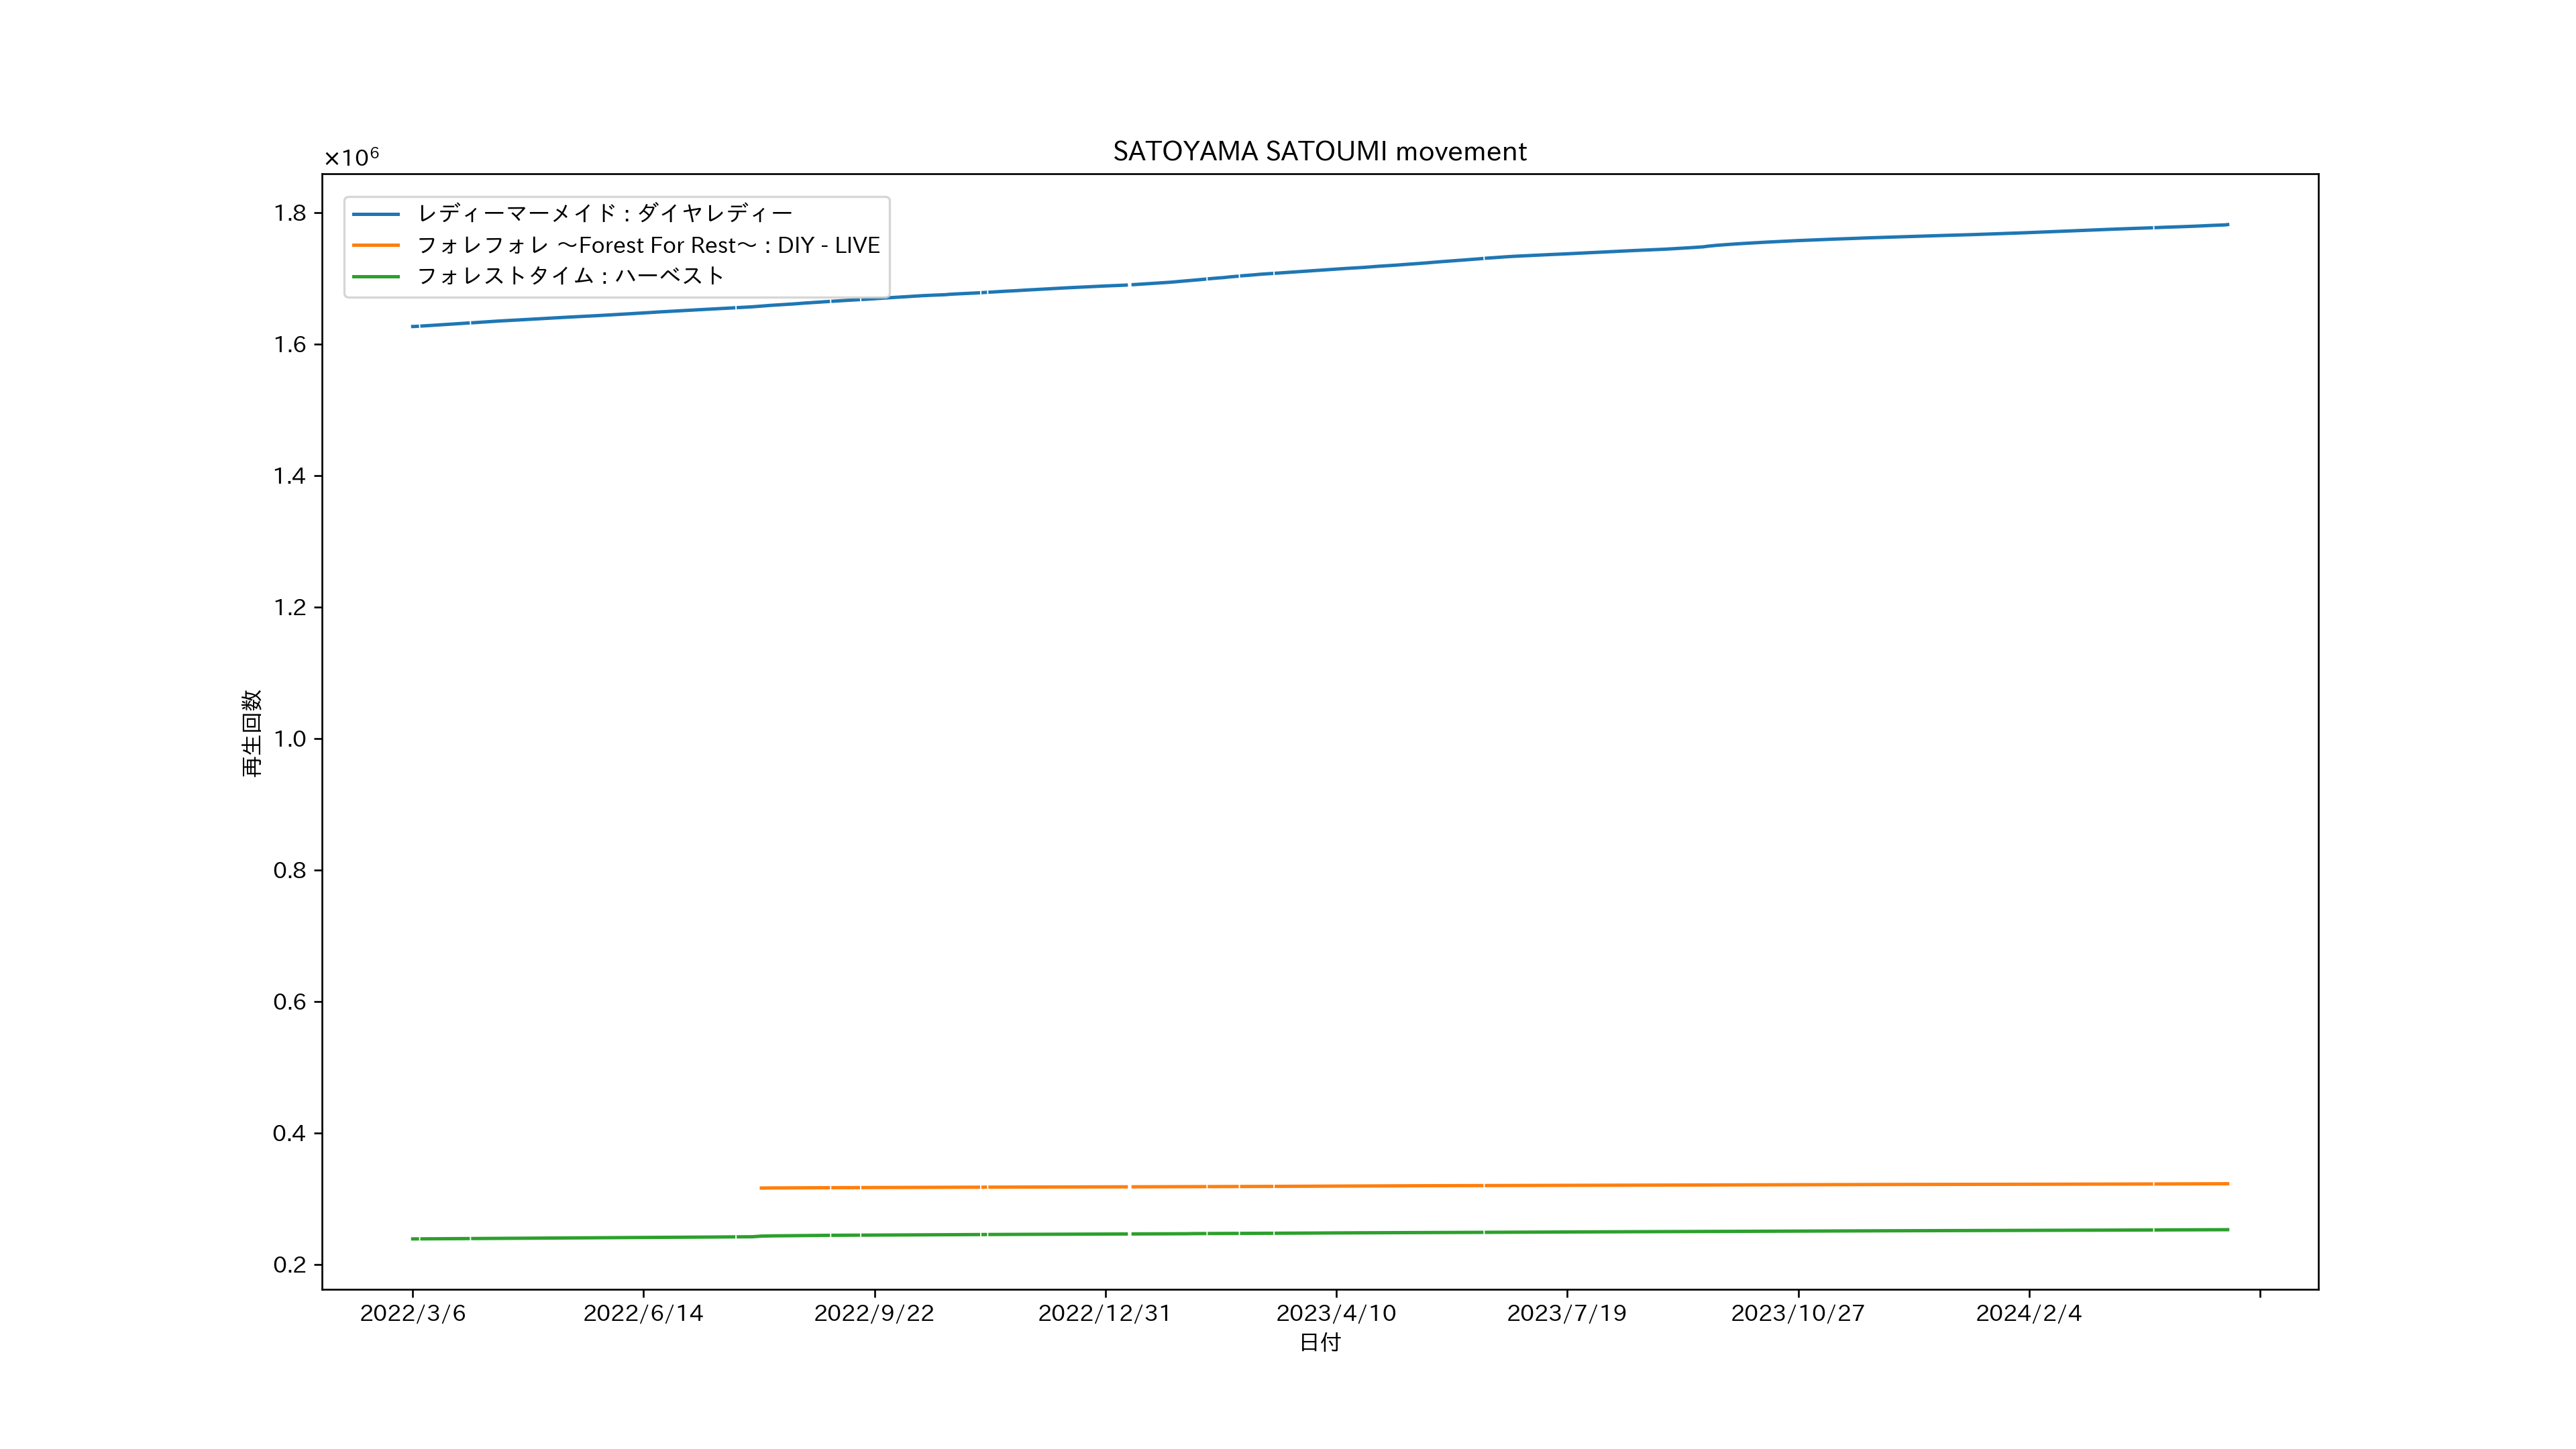 SATOYAMA SATOUMI movement
×10⁶
レディーマーメイド : ダイヤレディー
フォレフォレ ～Forest For Rest～ : DIY - LIVE
フォレストタイム : ハーベスト
1.8
1.6
1.4
1.2
1.0
0.8
0.6
0.4
0.2
再生回数
2022/3/6 2022/6/14 2022/9/22 2022/12/31 2023/4/10 2023/7/19 2023/10/27 2024/2/4
日付